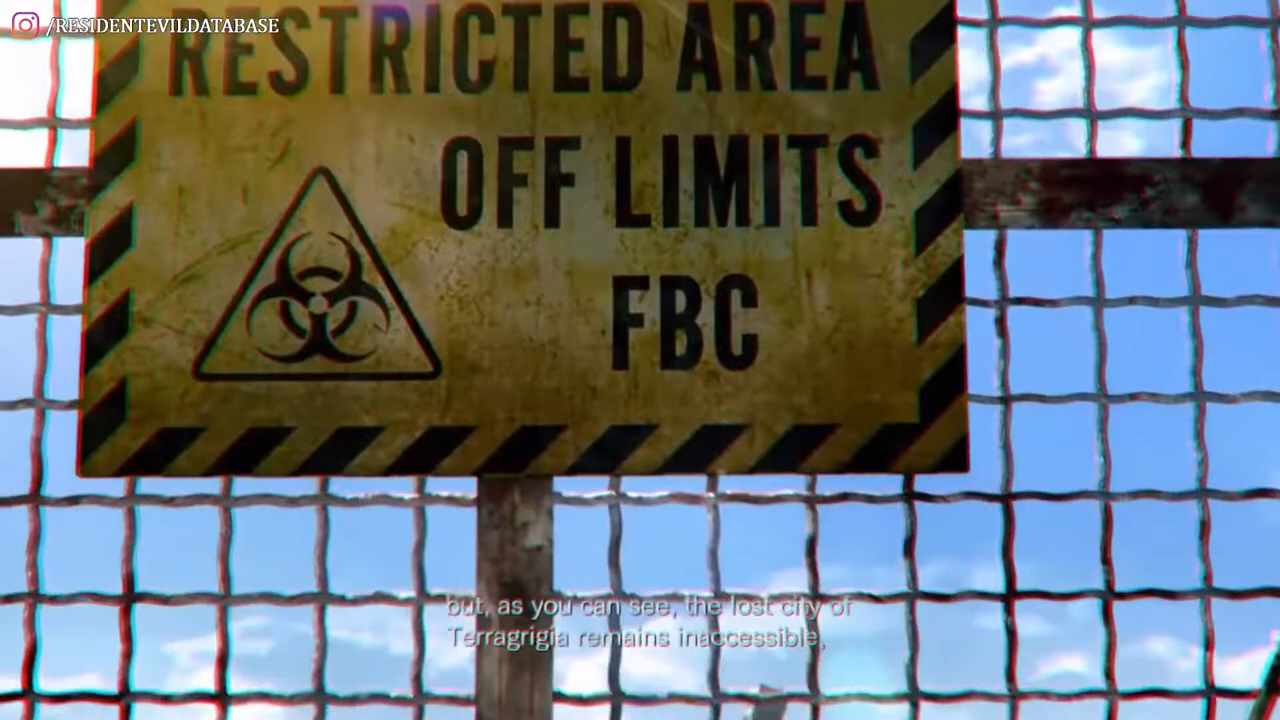 /RESIDENTEVILDATABASE
RESTRICTED AREA
OFF LIMITS
FBC
but, as you can see, the lost city of
Terragrigia remains inaccessible,